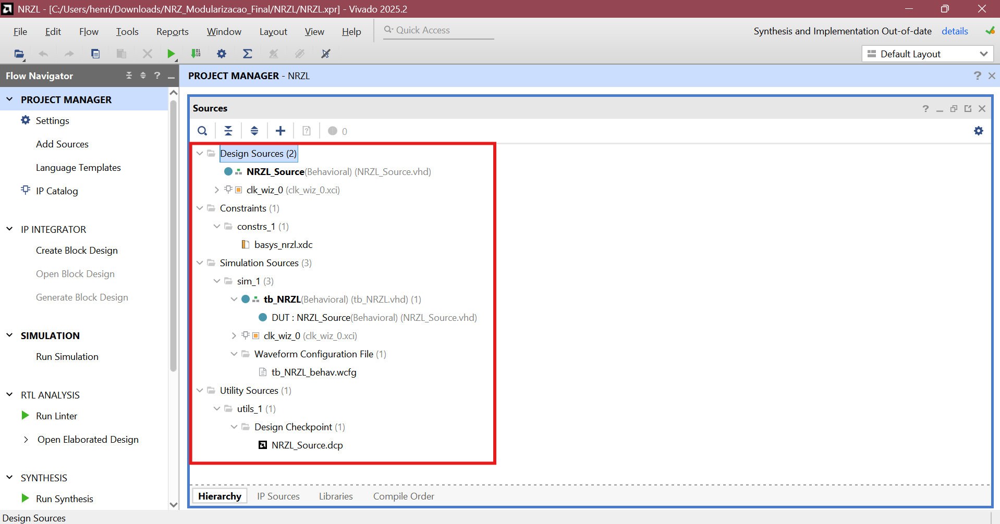 NRZL - [C:/Users/henri/Downloads/NRZ_Modularizacao_Final/NRZL/NRZL.xpr] - Vivado 2025.2
File Edit Flow Tools Reports Window Layout View Help Quick Access
Synthesis and Implementation Out-of-date details
Default Layout
Flow Navigator
PROJECT MANAGER
Settings
Add Sources
Language Templates
IP Catalog
IP INTEGRATOR
Create Block Design
Open Block Design
Generate Block Design
SIMULATION
Run Simulation
RTL ANALYSIS
Run Linter
Open Elaborated Design
SYNTHESIS
Run Synthesis
PROJECT MANAGER - NRZL
Sources
0
Design Sources (2)
NRZL_Source(Behavioral) (NRZL_Source.vhd)
clk_wiz_0 (clk_wiz_0.xci)
Constraints (1)
constrs_1 (1)
basys_nrzl.xdc
Simulation Sources (3)
sim_1 (3)
tb_NRZL(Behavioral) (tb_NRZL.vhd) (1)
DUT : NRZL_Source(Behavioral) (NRZL_Source.vhd)
clk_wiz_0 (clk_wiz_0.xci)
Waveform Configuration File (1)
tb_NRZL_behav.wcfg
Utility Sources (1)
utils_1 (1)
Design Checkpoint (1)
NRZL_Source.dcp
Hierarchy IP Sources Libraries Compile Order
Design Sources